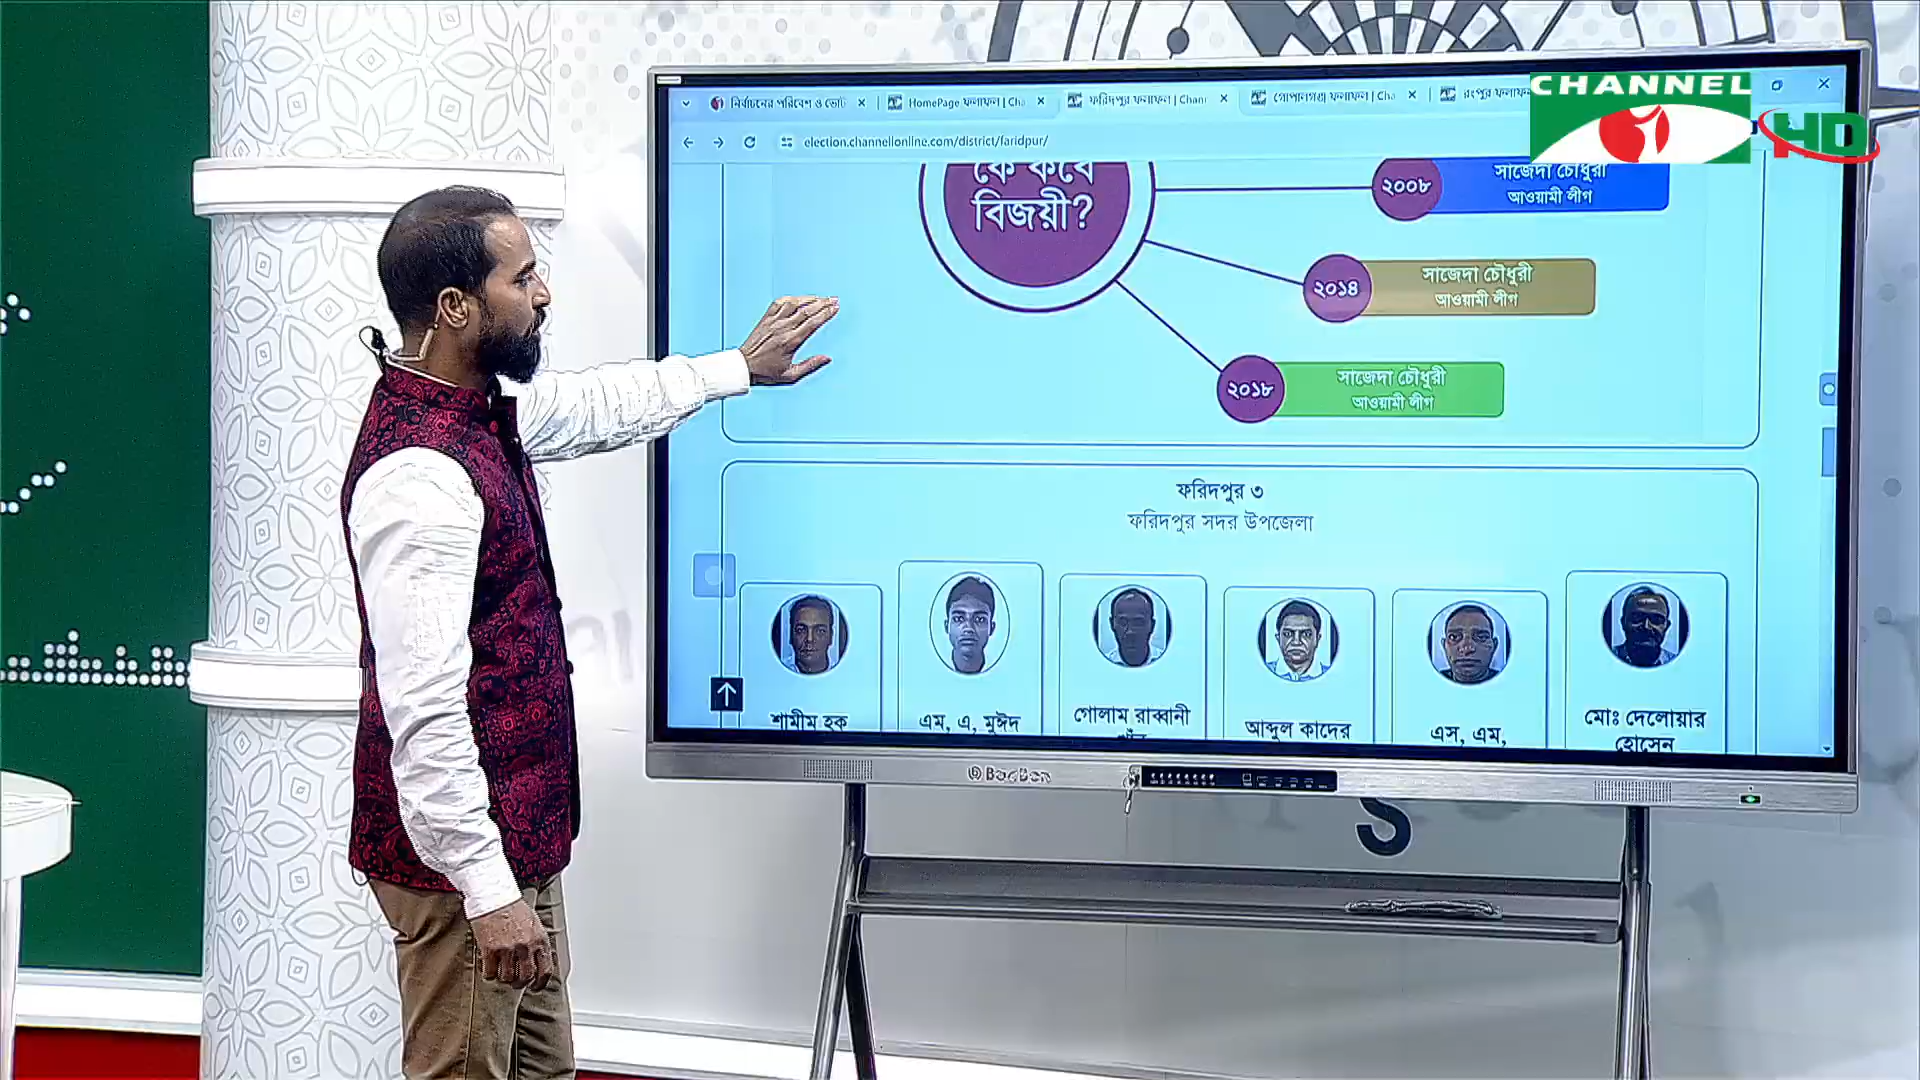 CHANNEL
HD
নির্বাচনের পরিবেশ ও ভোট
HomePage ফলাফল | Cha
ফরিদপুর ফলাফল | Chan
গোপালগঞ্জ ফলাফল | Cha
রংপুর ফলাফ
election.channelionline.com/district/faridpur/
কে কবে
বিজয়ী?
২০০৮
সাজেদা চৌধুরী
আওয়ামী লীগ
২০১৪
সাজেদা চৌধুরী
আওয়ামী লীগ
২০১৮
সাজেদা চৌধুরী
আওয়ামী লীগ
ফরিদপুর ৩
ফরিদপুর সদর উপজেলা
শামীম হক
এম, এ, মুঈদ
গোলাম রাব্বানী
আব্দুল কাদের
এস, এম,
মোঃ দেলোয়ার
হোসেন
S